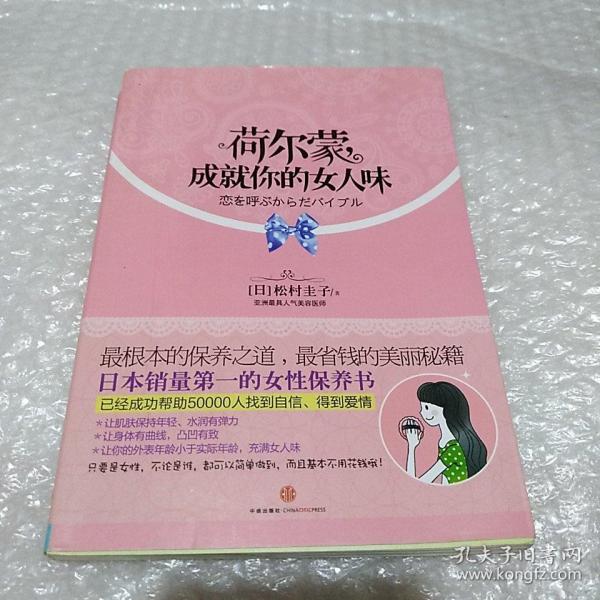 荷尔蒙，
成就你的女人味
恋を呼ぶからだバイブル
[日]松村圭子/著
亚洲最具人气美容医师
最根本的保养之道，最省钱的美丽秘籍
日本销量第一的女性保养书
已经成功帮助50000人找到自信、得到爱情
*让肌肤保持年轻、水润有弹力
*让身体有曲线，凸凹有致
*让你的外表年龄小于实际年龄，充满女人味
只要是女性，不论是谁，都可以简单做到，而且基本不用花钱哦！
中信出版社·CHINACITICPRESS
孔夫子旧书网
www.kongfz.com